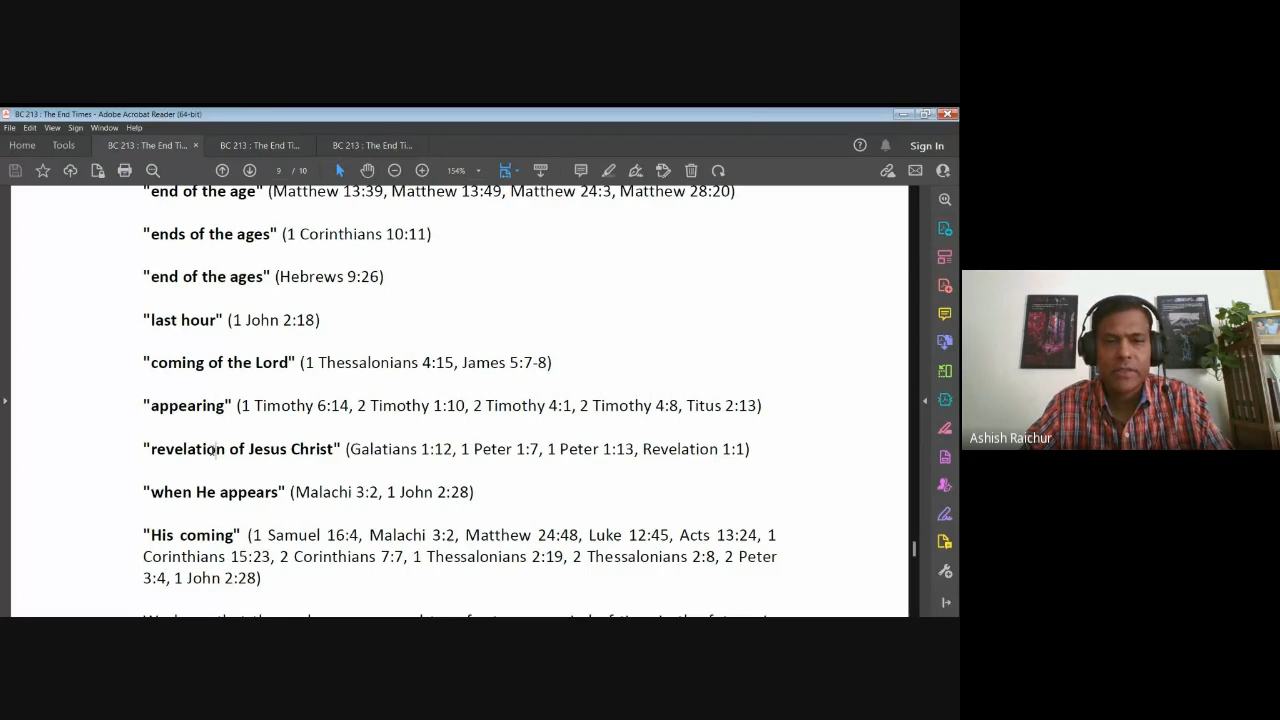 BC 213 : The End Times - Adobe Acrobat Reader (64-bit)
File Edit View Sign Window Help
Home Tools BC 213 : The End Ti... × BC 213 : The End Ti... BC 213 : The End Ti... Sign In
9 / 10 154%
"end of the age" (Matthew 13:39, Matthew 13:49, Matthew 24:3, Matthew 28:20)
"ends of the ages" (1 Corinthians 10:11)
"end of the ages" (Hebrews 9:26)
"last hour" (1 John 2:18)
"coming of the Lord" (1 Thessalonians 4:15, James 5:7-8)
"appearing" (1 Timothy 6:14, 2 Timothy 1:10, 2 Timothy 4:1, 2 Timothy 4:8, Titus 2:13)
"revelation of Jesus Christ" (Galatians 1:12, 1 Peter 1:7, 1 Peter 1:13, Revelation 1:1)
"when He appears" (Malachi 3:2, 1 John 2:28)
"His coming" (1 Samuel 16:4, Malachi 3:2, Matthew 24:48, Luke 12:45, Acts 13:24, 1
Corinthians 15:23, 2 Corinthians 7:7, 1 Thessalonians 2:19, 2 Thessalonians 2:8, 2 Peter
3:4, 1 John 2:28)
Ashish Raichur